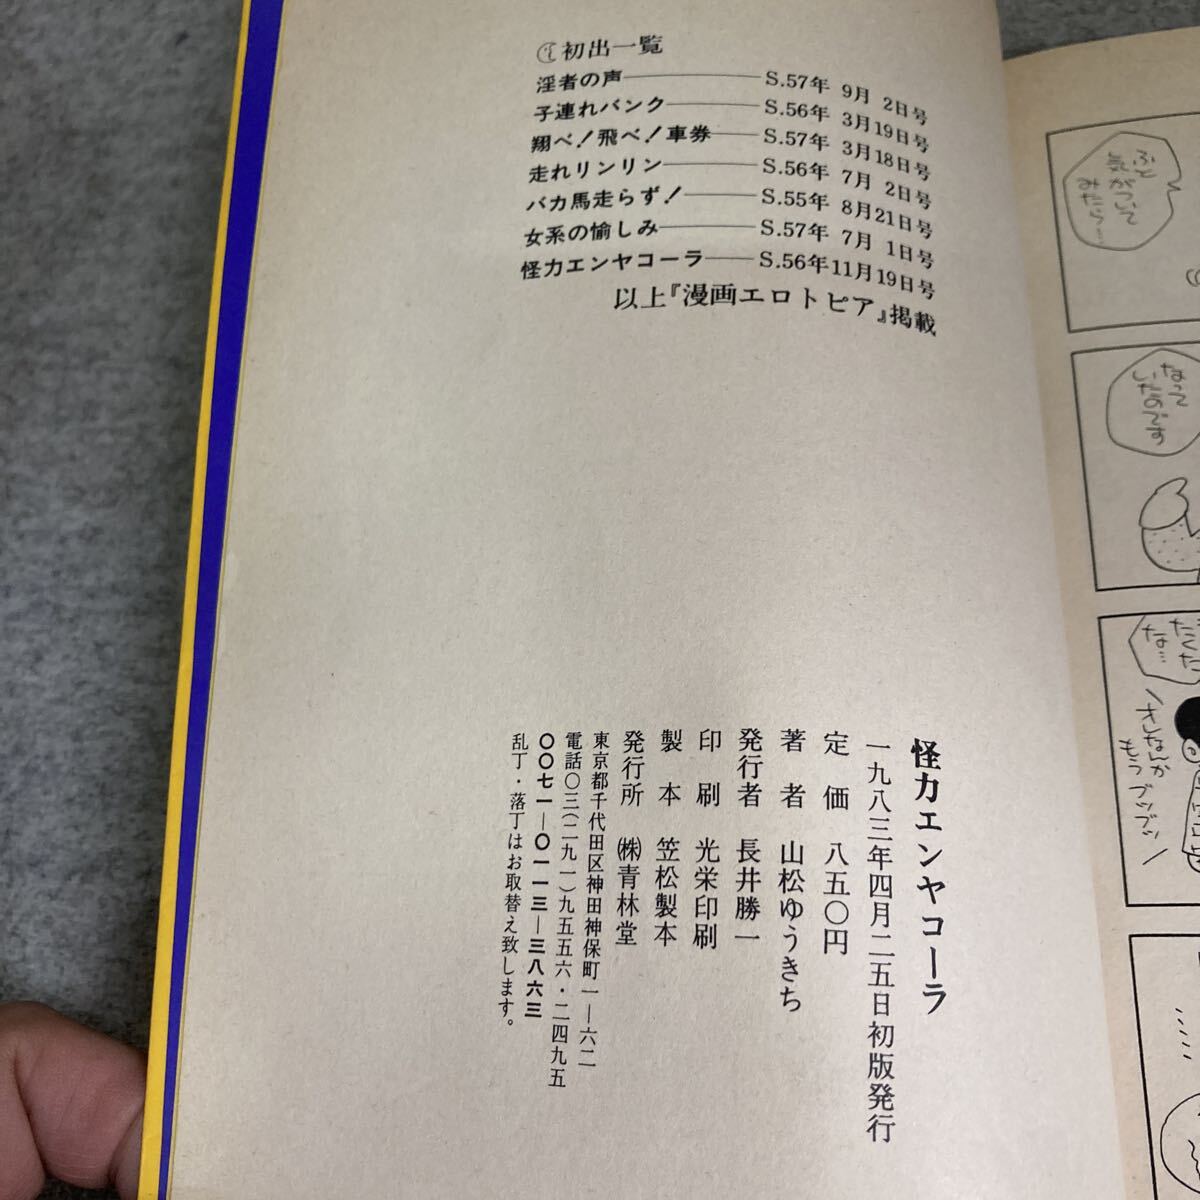 初出一覧
淫者の声――S.57年 9月 2日号
子連れバンク――S.56年 3月19日号
翔べ!飛べ!車券――S.57年 3月18日号
走れリンリン――S.56年 7月 2日号
バカ馬走らず!――S.55年 8月21日号
女系の愉しみ――S.57年 7月 1日号
怪力エンヤコーラ――S.56年11月19日号
以上『漫画エロトピア』掲載
怪力エンヤコーラ
一九八三年四月二五日初版発行
定価 八五〇円
著者 山松ゆうきち
発行者 長井勝一
印刷 光栄印刷
製本 笠松製本
発行所 ㈱青林堂
東京都千代田区神田神保町一―六二
電話〇三(二九一)九五五六・二四九五
〇〇七一―〇一一三―三八六三
乱丁・落丁はお取替え致します。
ふと
気がついて
みたら…
なって
いたのです
な…
オレなんか
もうブツブツ